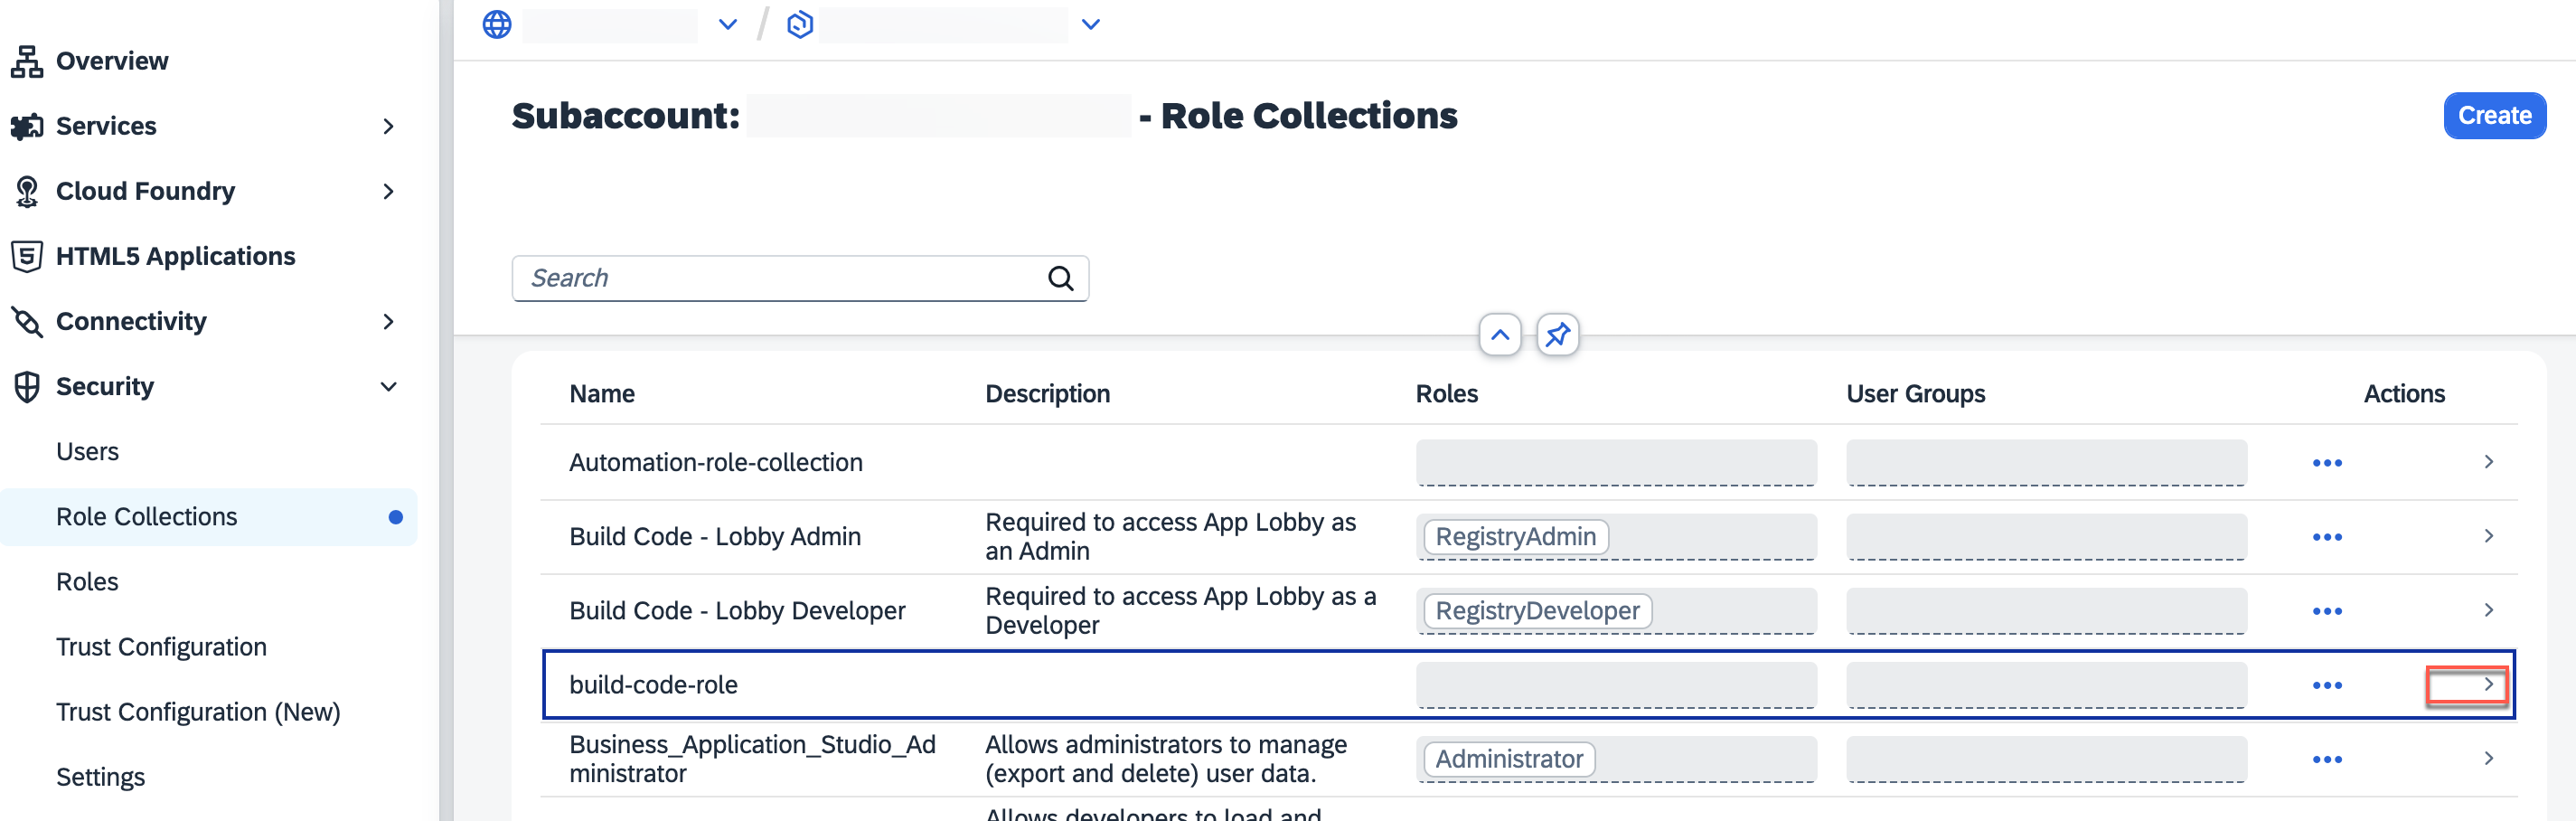 Overview
Services
Cloud Foundry
HTML5 Applications
Connectivity
Security
Users
Role Collections
Roles
Trust Configuration
Trust Configuration (New)
Settings
Subaccount: - Role Collections
Create
Search
Name Description Roles User Groups Actions
Automation-role-collection
Build Code - Lobby Admin
Required to access App Lobby as
an Admin
RegistryAdmin
Build Code - Lobby Developer
Required to access App Lobby as a
Developer
RegistryDeveloper
build-code-role
Business_Application_Studio_Ad
ministrator
Allows administrators to manage
(export and delete) user data.
Administrator
Allows developers to load and